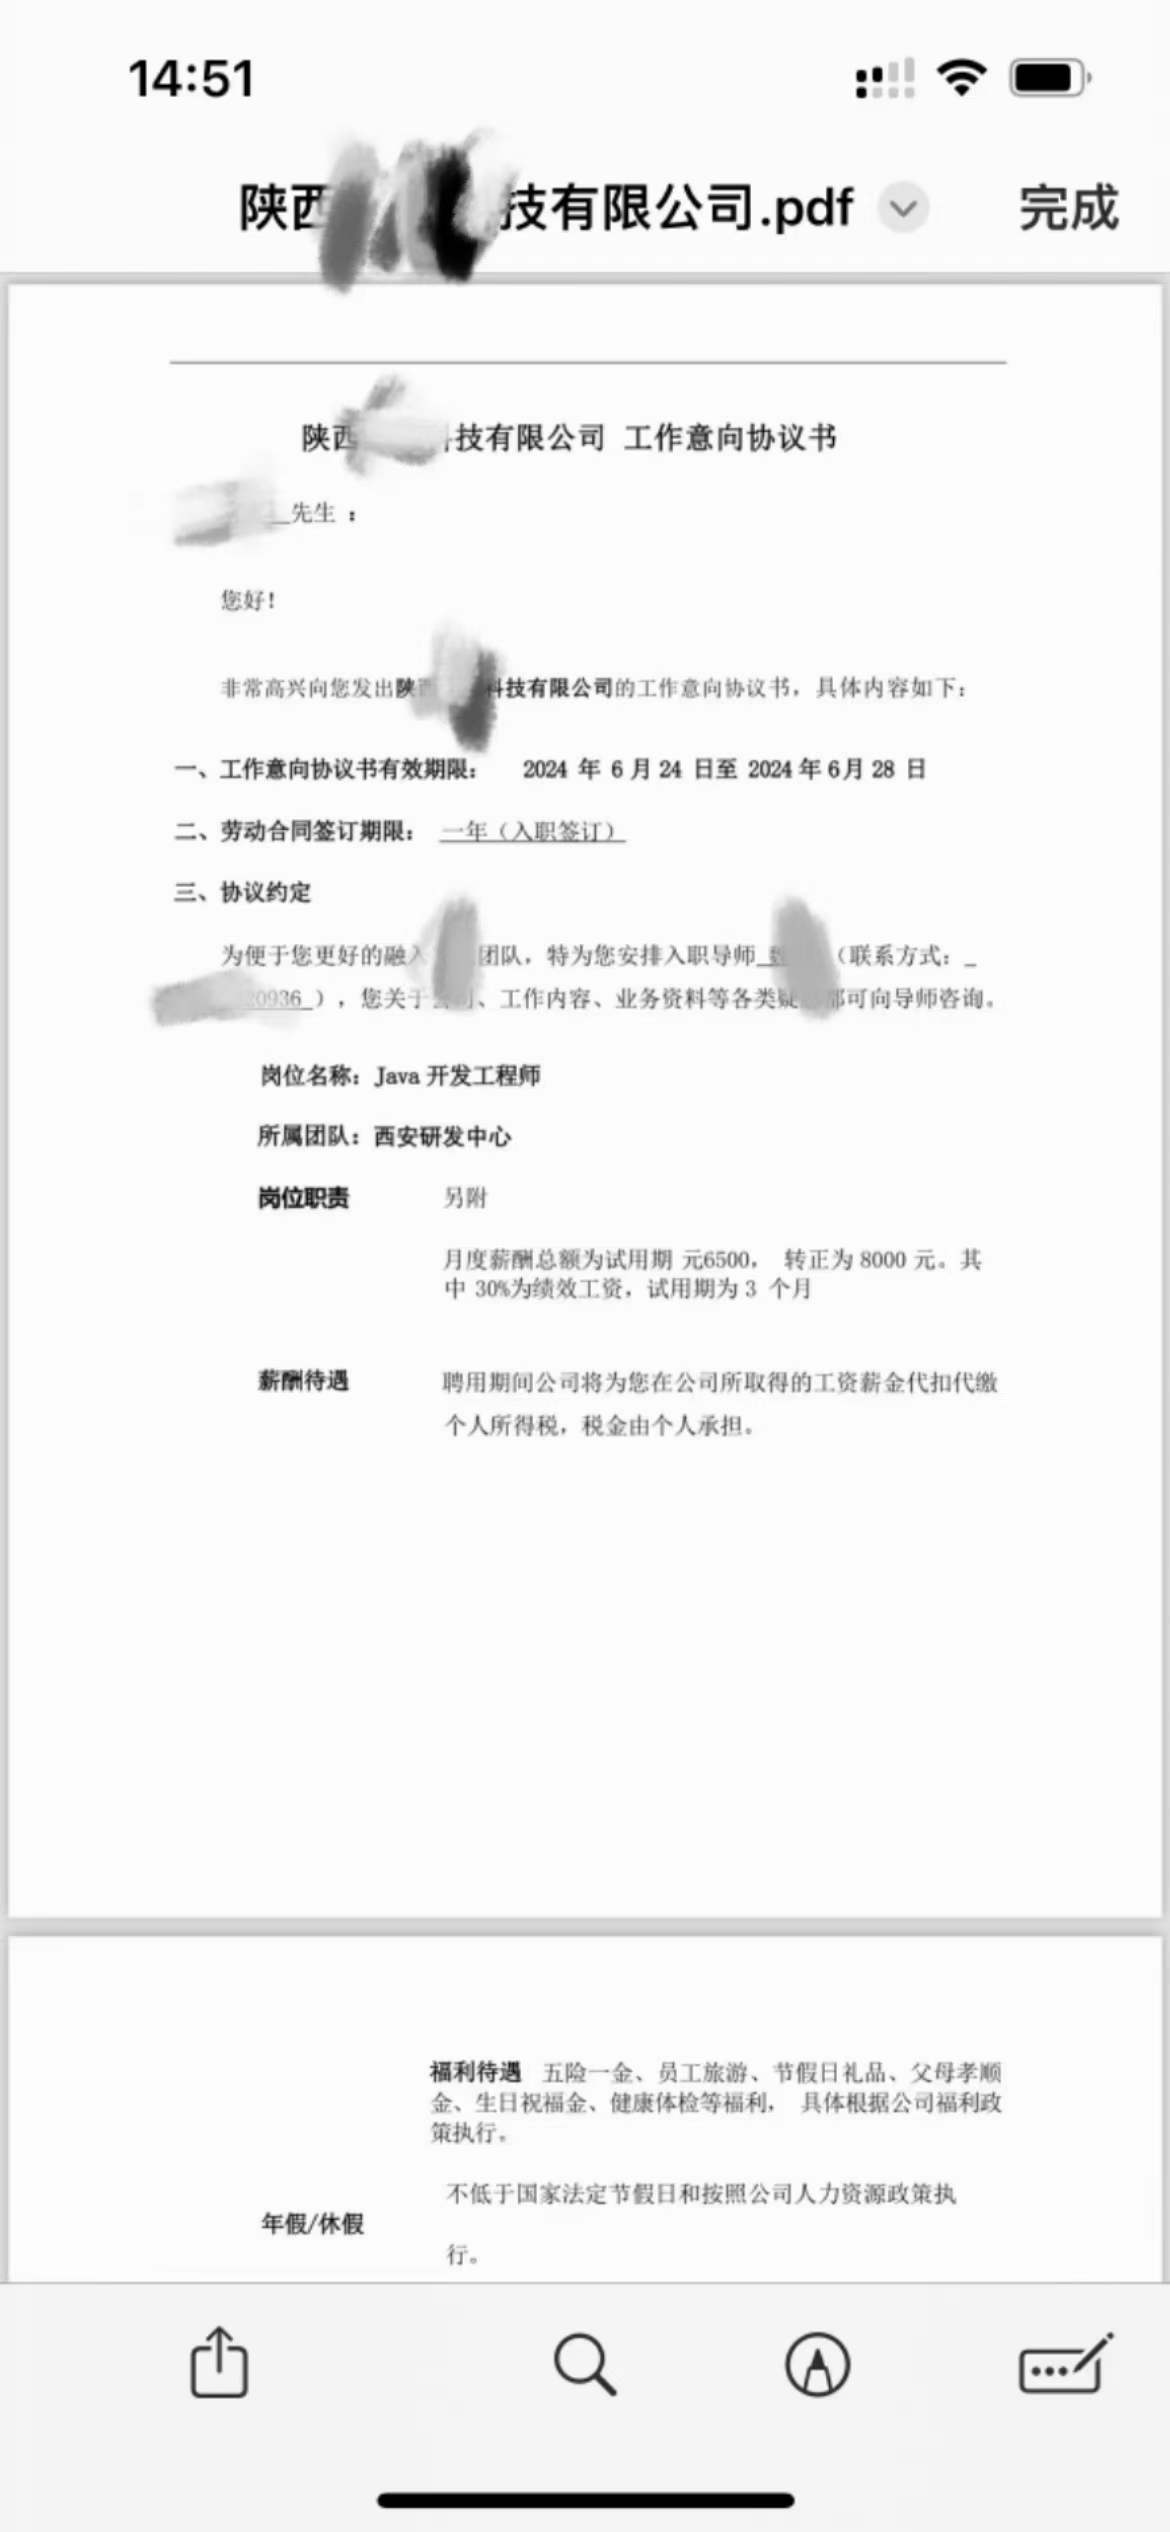 14:51
陕西 技有限公司.pdf 完成
陕西 技有限公司 工作意向协议书
先生 ：
您好！
非常高兴向您发出陕 科技有限公司的工作意向协议书，具体内容如下：
一、工作意向协议书有效期限： 2024 年 6 月 24 日至 2024 年 6月 28 日
二、劳动合同签订期限： 一年（入职签订）
三、协议约定
为便于您更好的融入 团队，特为您安排入职导师 （联系方式：_
20936_），您关于 、工作内容、业务资料等各类疑 都可向导师咨询。
岗位名称：Java 开发工程师
所属团队：西安研发中心
岗位职责 另附
月度薪酬总额为试用期 元6500， 转正为 8000 元。其
中 30%为绩效工资，试用期为 3 个月
薪酬待遇 聘用期间公司将为您在公司所取得的工资薪金代扣代缴
个人所得税，税金由个人承担。
福利待遇 五险一金、员工旅游、节假日礼品、父母孝顺
金、生日祝福金、健康体检等福利， 具体根据公司福利政
策执行。
不低于国家法定节假日和按照公司人力资源政策执
年假/休假
行。